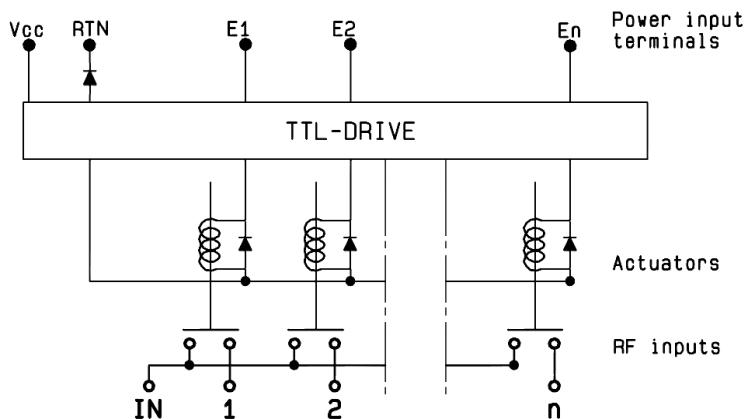 Vcc RTN E1 E2 En Power input
terminals
TTL-DRIVE
Actuators
RF inputs
IN 1 2 n